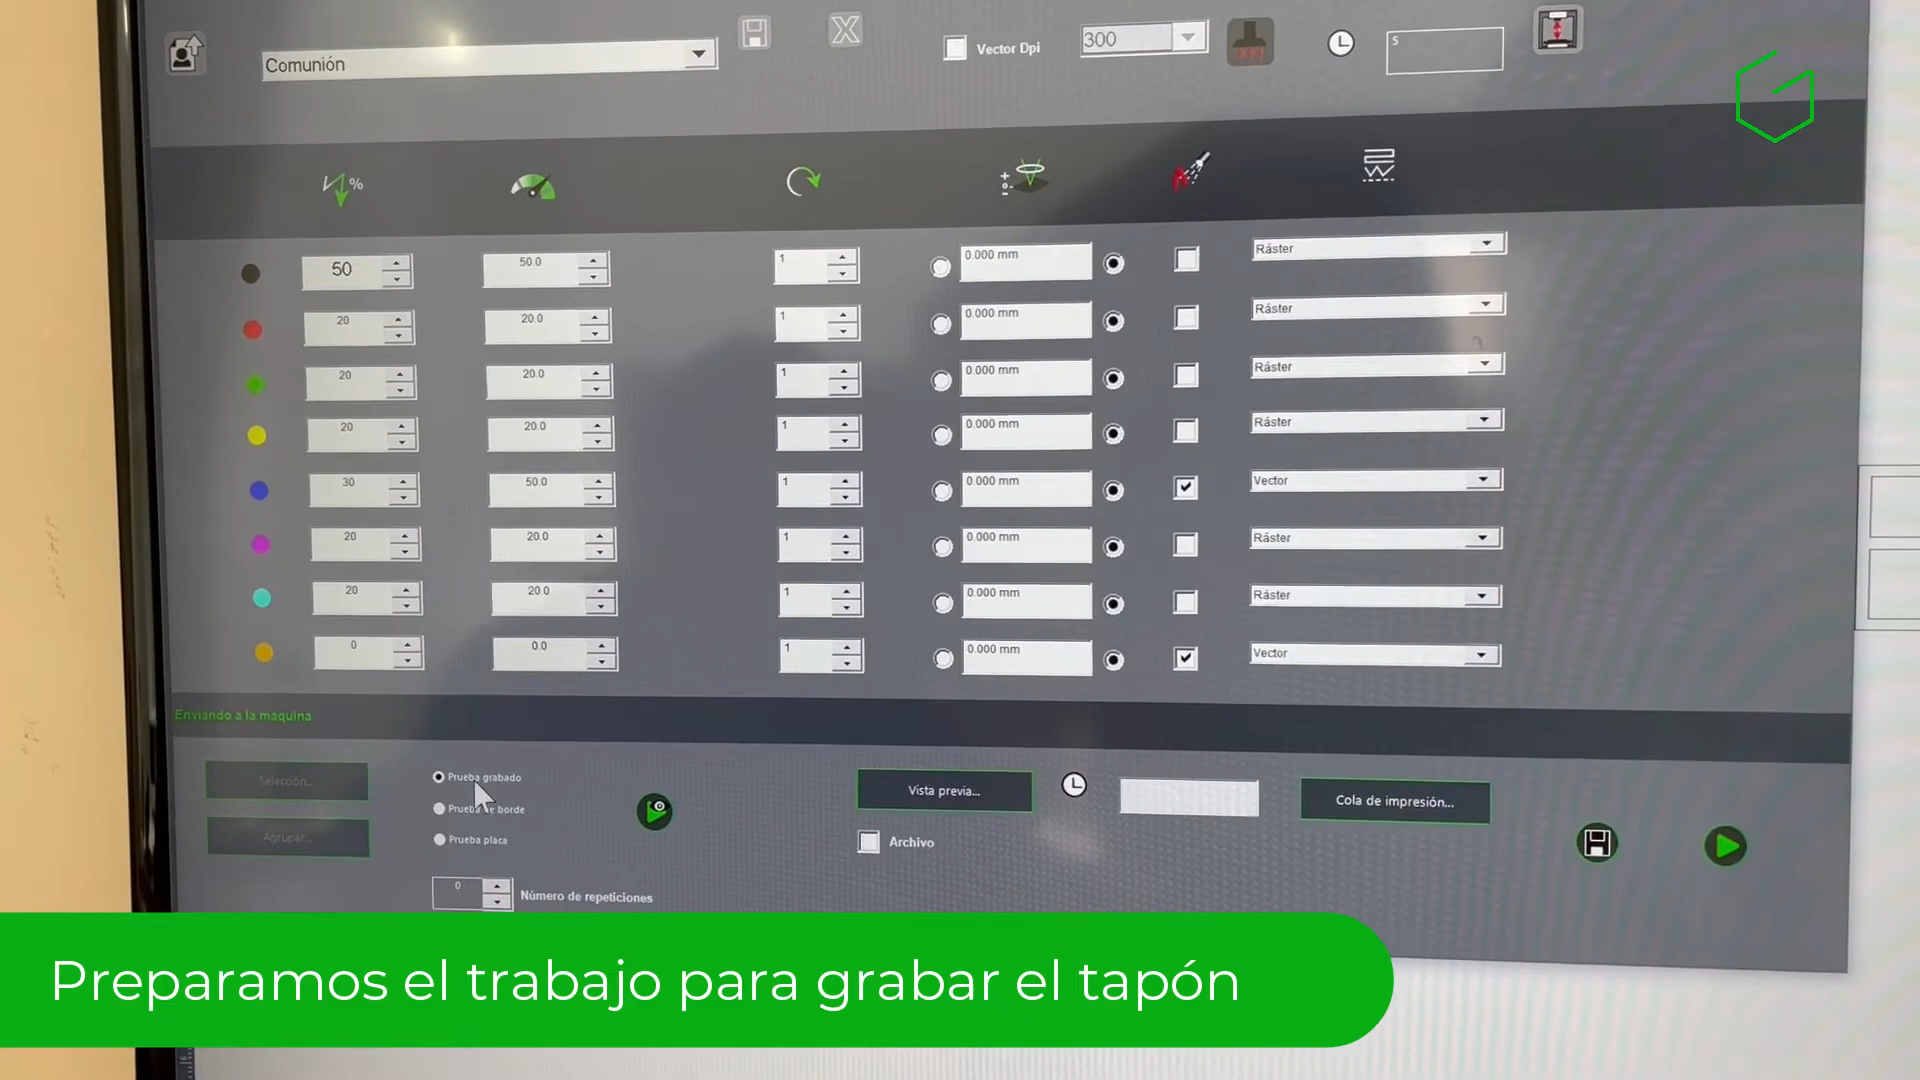 Comunión
Vector Dpi
300
5
%
50 50.0 1 0.000 mm Ráster
20 20.0 1 0.000 mm Ráster
20 20.0 1 0.000 mm Ráster
20 20.0 1 0.000 mm Ráster
30 50.0 1 0.000 mm Vector
20 20.0 1 0.000 mm Ráster
20 20.0 1 0.000 mm Ráster
0 0.0 1 0.000 mm Vector
Enviando a la maquina
Selección...
Agrupar...
Prueba grabado
Prueba de borde
Prueba placa
0 Número de repeticiones
Vista previa...
Archivo
Cola de impresión...
Preparamos el trabajo para grabar el tapón